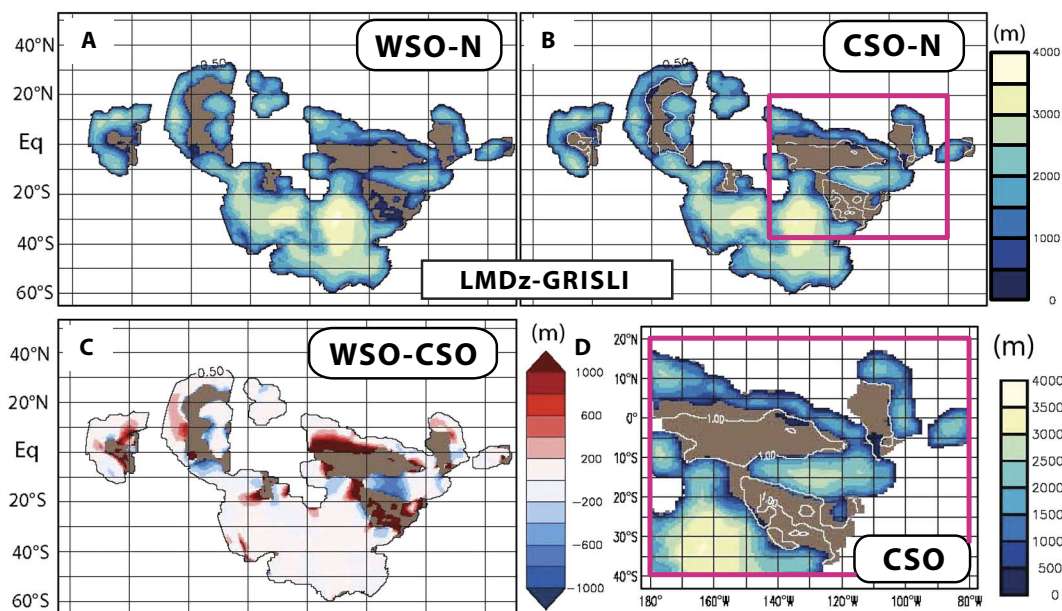 A
WSO-N
40°N
20°N
Eq
20°S
40°S
60°S
0.50
B
CSO-N
(m)
4000
3000
2000
1000
0
LMDz-GRISLI
C
WSO-CSO
40°N
20°N
Eq
20°S
40°S
60°S
0.50
(m)
1000
600
200
−200
−600
−1000
D
20°N
10°N
0°
10°S
20°S
30°S
40°S
1.00
1.00
1.00
CSO
180°
160°W
140°W
120°W
100°W
80°W
(m)
4000
3500
3000
2500
2000
1500
1000
5000
0